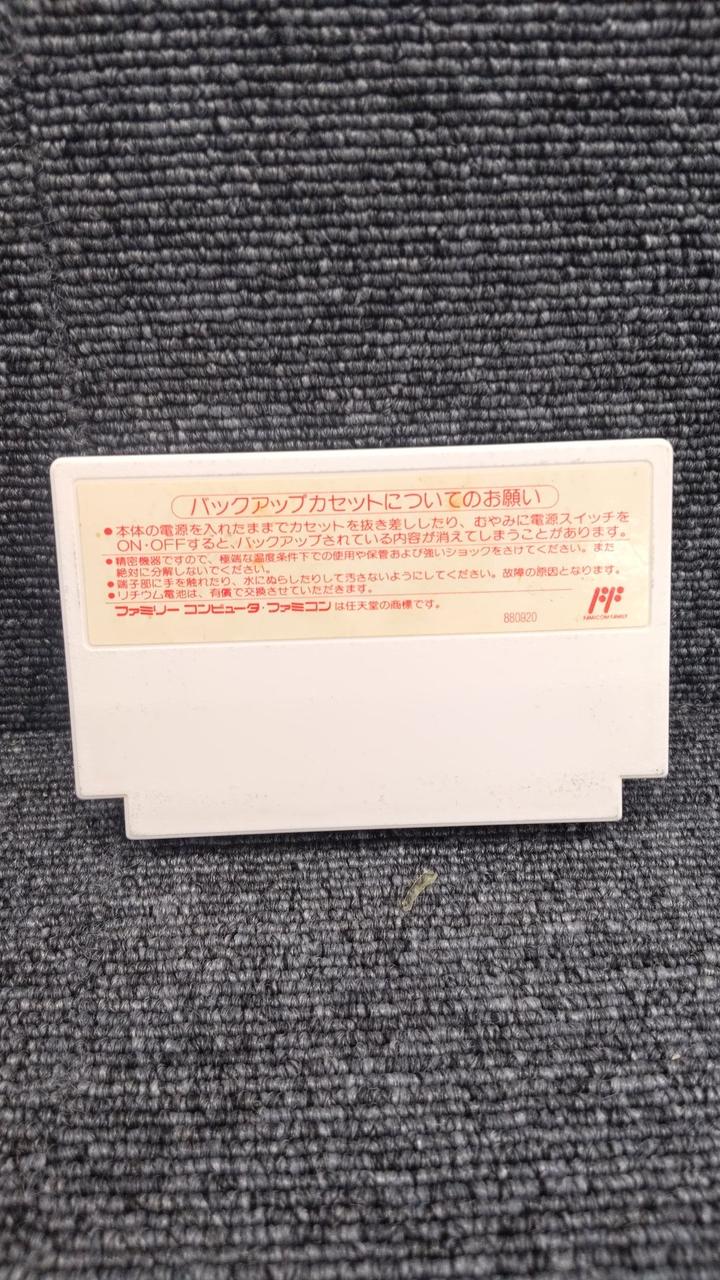 バックアップカセットについてのお願い
●本体の電源を入れたままでカセットを抜き差ししたり、むやみに電源スイッチを
ON・OFFすると、バックアップされている内容が消えてしまうことがあります。
●精密機器ですので、極端な温度条件下での使用や保管および強いショックをさけてください。また
絶対に分解しないでください。
●端子部に手を触れたり、水にぬらしたりして汚さないようにしてください。故障の原因となります。
●リチウム電池は、有償で交換させていただきます。
ファミリー コンピュータ・ファミコンは任天堂の商標です。
880920
FAMICOM FAMILY